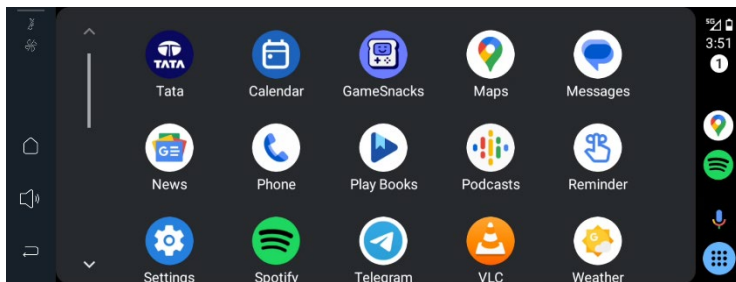 5G
3:51
1
TATA
Tata
Calendar
GameSnacks
Maps
Messages
GE
News
Phone
Play Books
Podcasts
Reminder
Settings
Spotify
Telegram
VLC
G
Weather